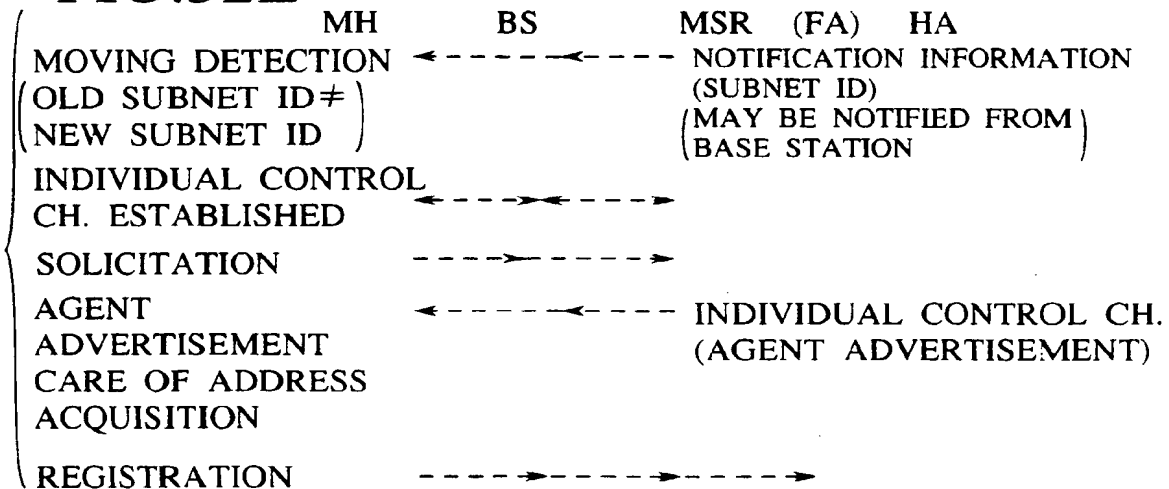 MH BS MSR (FA) HA
MOVING DETECTION
(OLD SUBNET ID≠
NEW SUBNET ID)
NOTIFICATION INFORMATION
(SUBNET ID)
(MAY BE NOTIFIED FROM
BASE STATION)
INDIVIDUAL CONTROL
CH. ESTABLISHED
SOLICITATION
AGENT
ADVERTISEMENT
CARE OF ADDRESS
ACQUISITION
INDIVIDUAL CONTROL CH.
(AGENT ADVERTISEMENT)
REGISTRATION